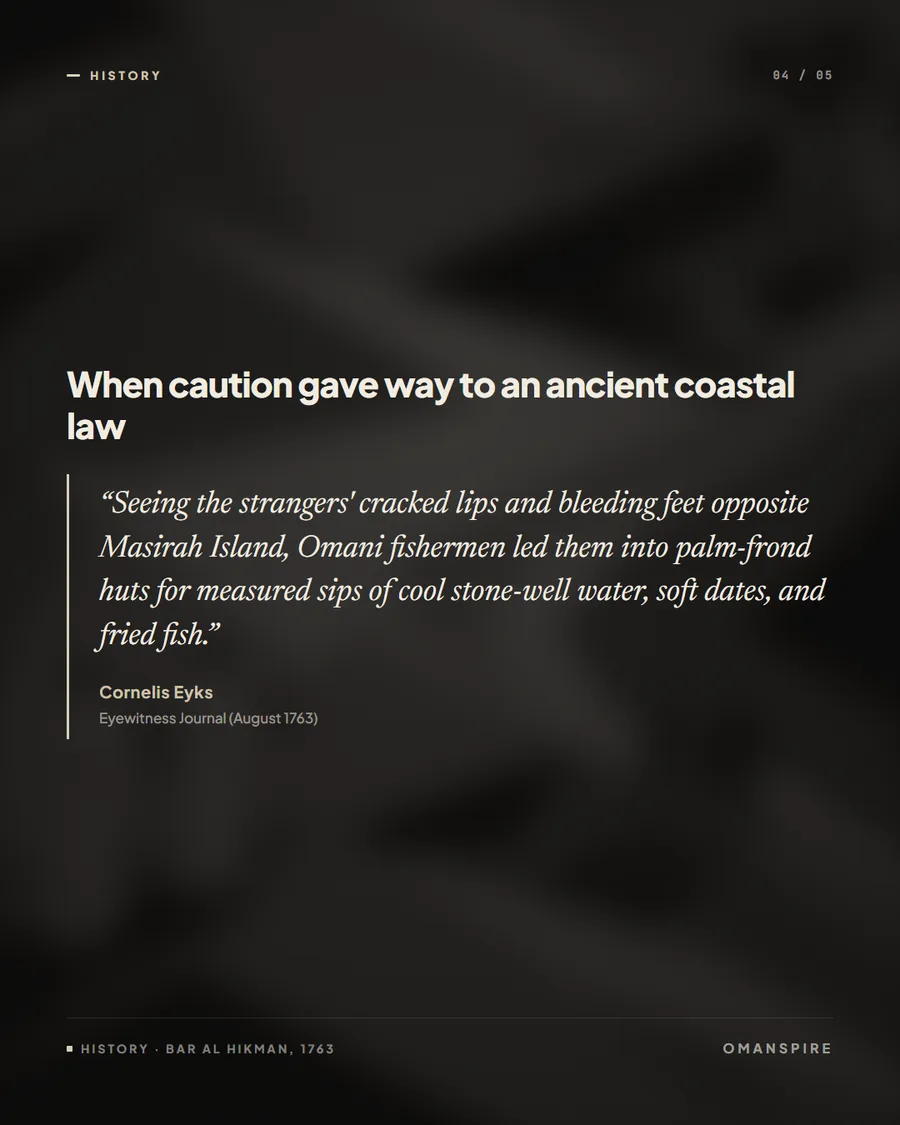 — HISTORY
04 / 05
When caution gave way to an ancient coastal
law
“Seeing the strangers' cracked lips and bleeding feet opposite
Masirah Island, Omani fishermen led them into palm-frond
huts for measured sips of cool stone-well water, soft dates, and
fried fish.”
Cornelis Eyks
Eyewitness Journal (August 1763)
HISTORY · BAR AL HIKMAN, 1763
OMANSPIRE